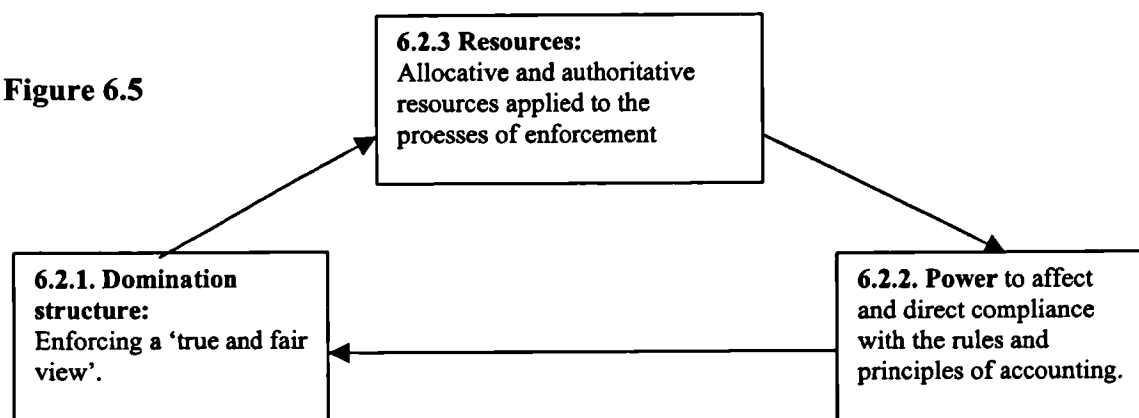 Figure 6.5
6.2.3 Resources:
Allocative and authoritative
resources applied to the
proesses of enforcement
6.2.1. Domination
structure:
Enforcing a ‘true and fair
view’.
6.2.2. Power to affect
and direct compliance
with the rules and
principles of accounting.